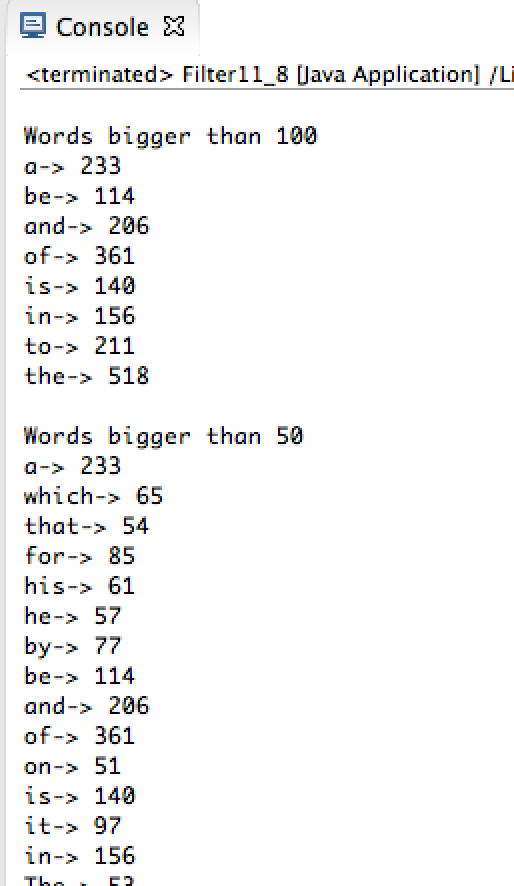 Console
<terminated> Filter11_8 [Java Application] /Li
Words bigger than 100
a-> 233
be-> 114
and-> 206
of-> 361
is-> 140
in-> 156
to-> 211
the-> 518
Words bigger than 50
a-> 233
which-> 65
that-> 54
for-> 85
his-> 61
he-> 57
by-> 77
be-> 114
and-> 206
of-> 361
on-> 51
is-> 140
it-> 97
in-> 156
The-> 53